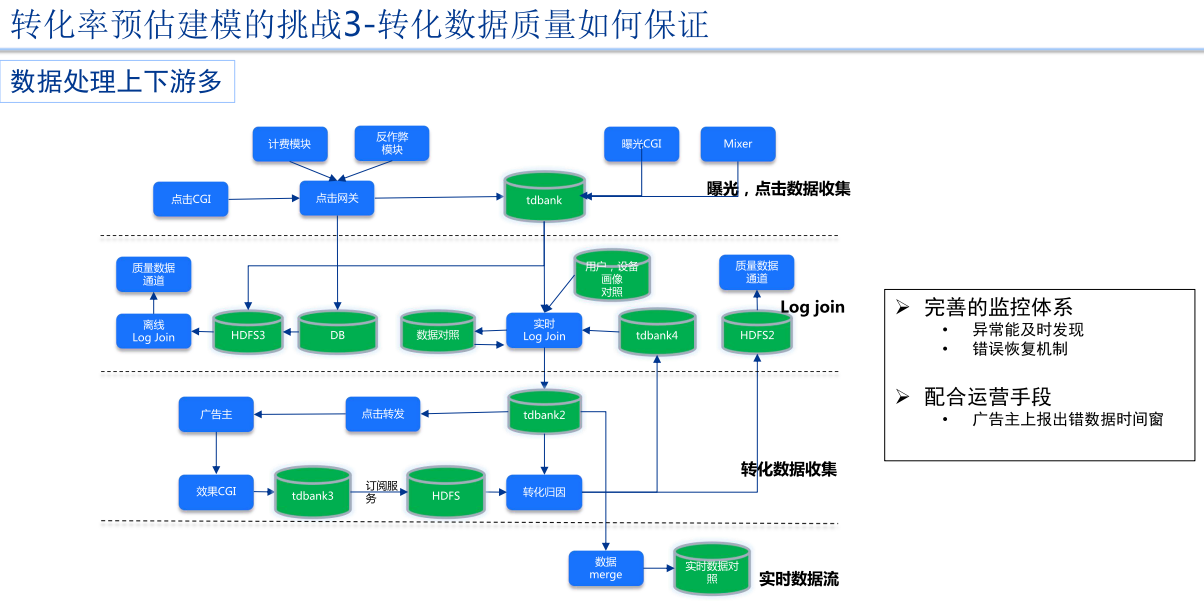 转化率预估建模的挑战3-转化数据质量如何保证
数据处理上下游多
计费模块
反作弊
模块
曝光CGI
Mixer
点击CGI
点击网关
tdbank
曝光，点击数据收集
质量数据
通道
用户，设备
画像
对照
质量数据
通道
离线
Log Join
HDFS3
DB
数据对照
实时
Log Join
tdbank4
HDFS2
Log join
广告主
点击转发
tdbank2
转化数据收集
效果CGI
tdbank3
订阅服
务
HDFS
转化归因
数据
merge
实时数据对
照
实时数据流
➢ 完善的监控体系
• 异常能及时发现
• 错误恢复机制
➢ 配合运营手段
• 广告主上报出错数据时间窗